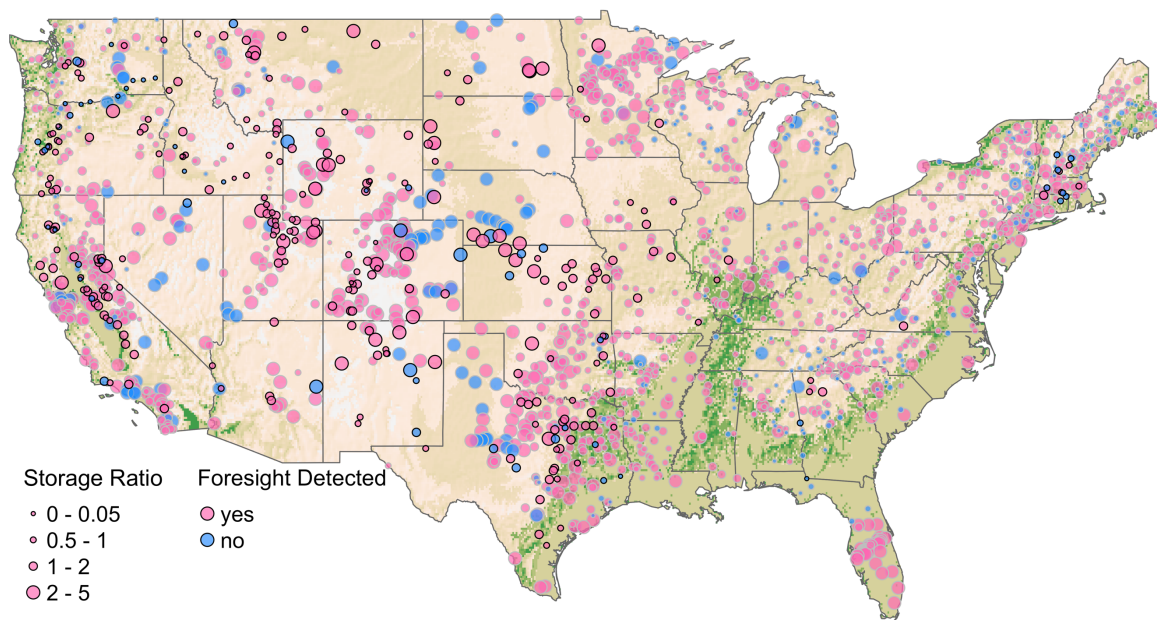 Storage Ratio
0 - 0.05
0.5 - 1
1 - 2
2 - 5
Foresight Detected
yes
no